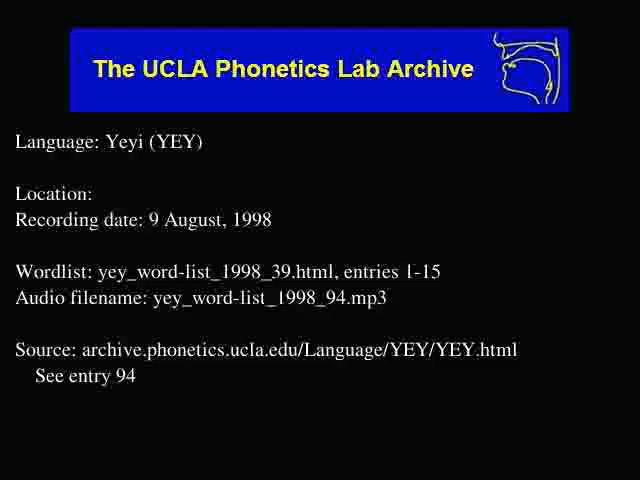 The UCLA Phonetics Lab Archive
Language: Yeyi (YEY)
Location:
Recording date: 9 August, 1998
Wordlist: yey_word-list_1998_39.html, entries 1-15
Audio filename: yey_word-list_1998_94.mp3
Source: archive.phonetics.ucla.edu/Language/YEY/YEY.html
See entry 94